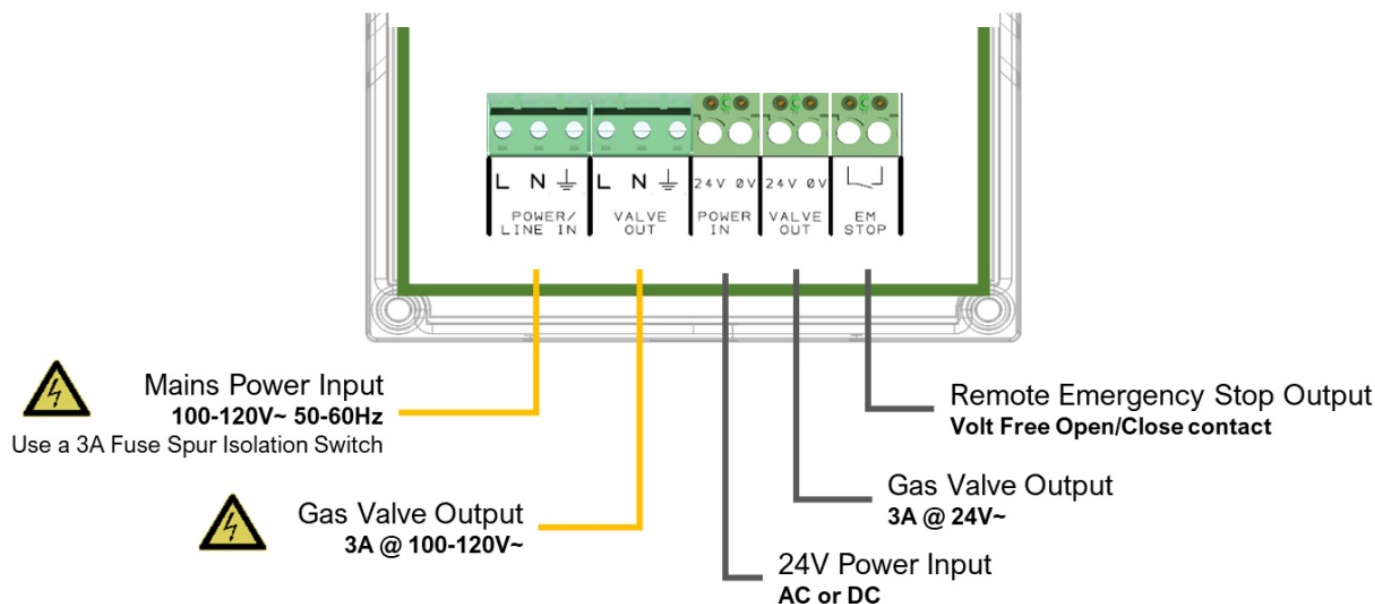 L N ⏚ L N ⏚ 24V 0V 24V 0V
POWER/ LINE IN
VALVE OUT
POWER IN
VALVE OUT
EM STOP
Mains Power Input
100-120V~ 50-60Hz
Use a 3A Fuse Spur Isolation Switch
Gas Valve Output
3A @ 100-120V~
Remote Emergency Stop Output
Volt Free Open/Close contact
Gas Valve Output
3A @ 24V~
24V Power Input
AC or DC